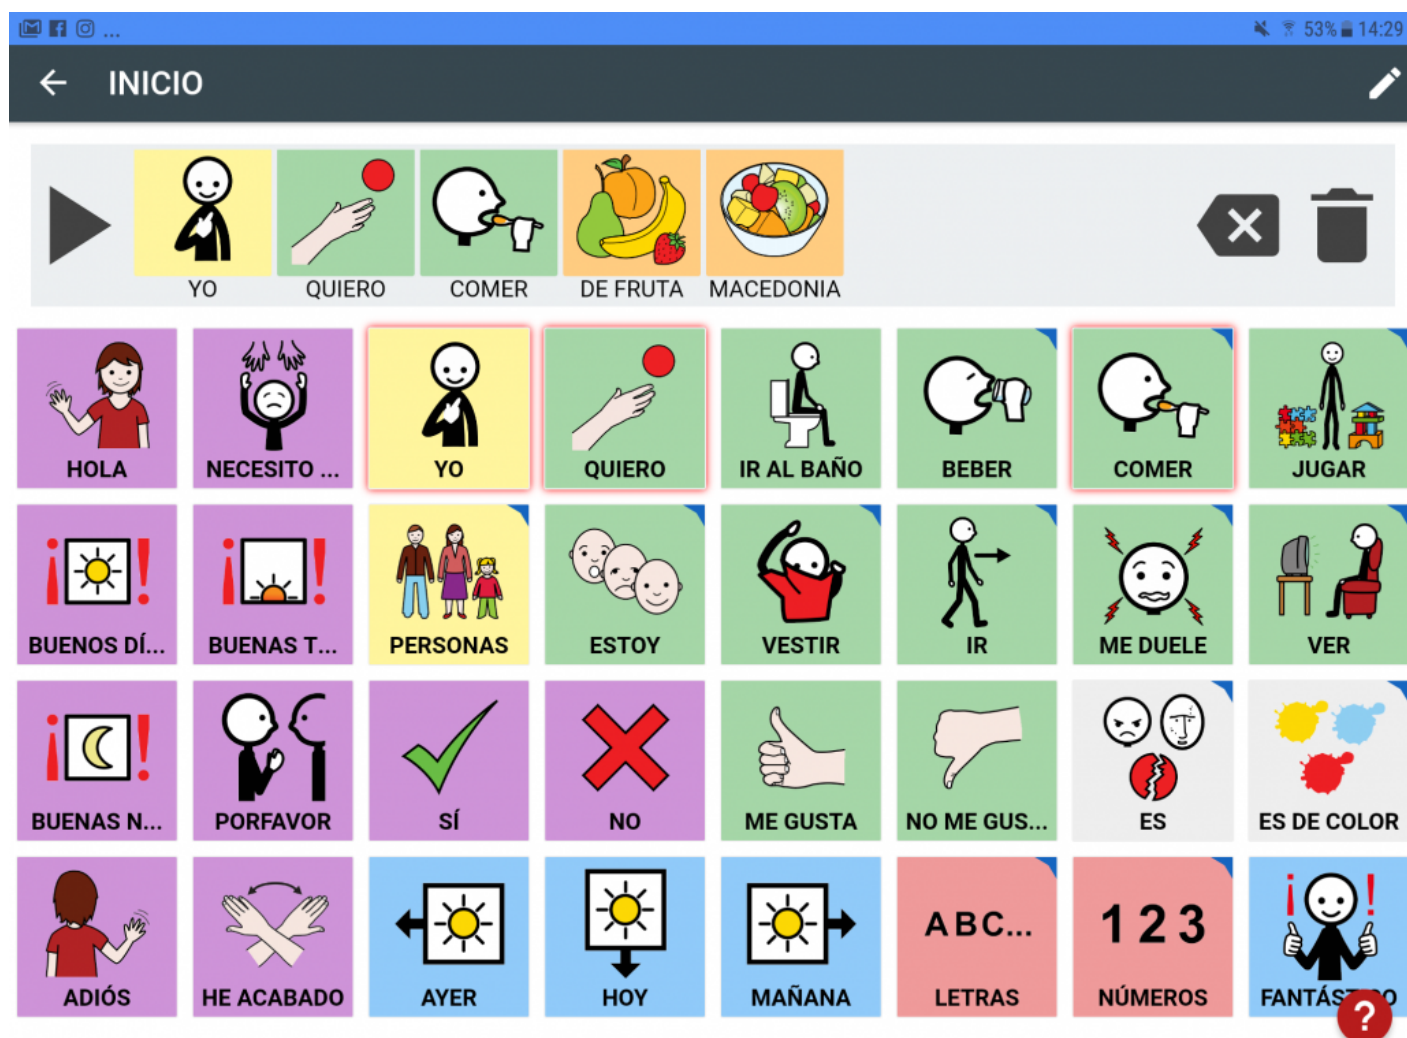 ... 53% 14:29
INICIO
YO QUIERO COMER DE FRUTA MACEDONIA
HOLA NECESITO ... YO QUIERO IR AL BAÑO BEBER COMER JUGAR
BUENOS DÍ... BUENAS T... PERSONAS ESTOY VESTIR IR ME DUELE VER
BUENAS N... PORFAVOR SÍ NO ME GUSTA NO ME GUS... ES ES DE COLOR
A B C... 1 2 3
ADIÓS HE ACABADO AYER HOY MAÑANA LETRAS NÚMEROS
?